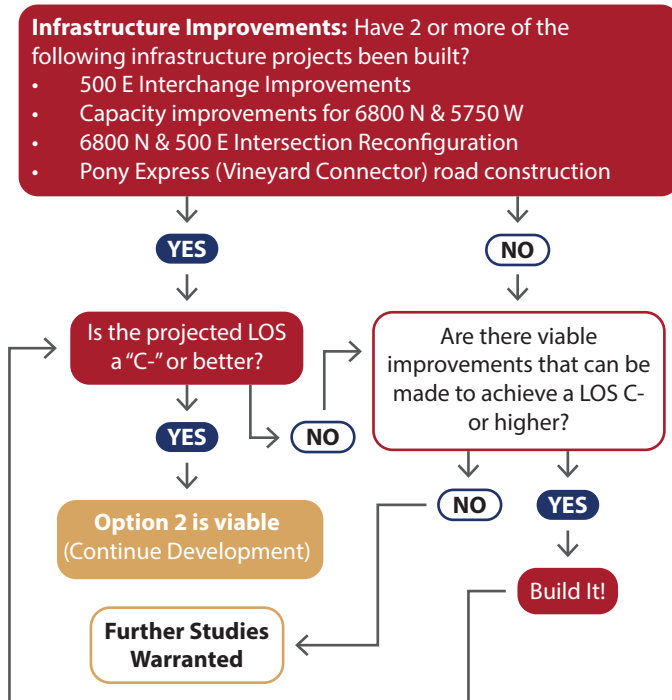 Infrastructure Improvements: Have 2 or more of the
following infrastructure projects been built?
• 500 E Interchange Improvements
• Capacity improvements for 6800 N & 5750 W
• 6800 N & 500 E Intersection Reconfiguration
• Pony Express (Vineyard Connector) road construction
YES
NO
Is the projected LOS
a "C-" or better?
Are there viable
improvements that can be
made to achieve a LOS C-
or higher?
YES
NO
NO
YES
Option 2 is viable
(Continue Development)
Build It!
Further Studies
Warranted